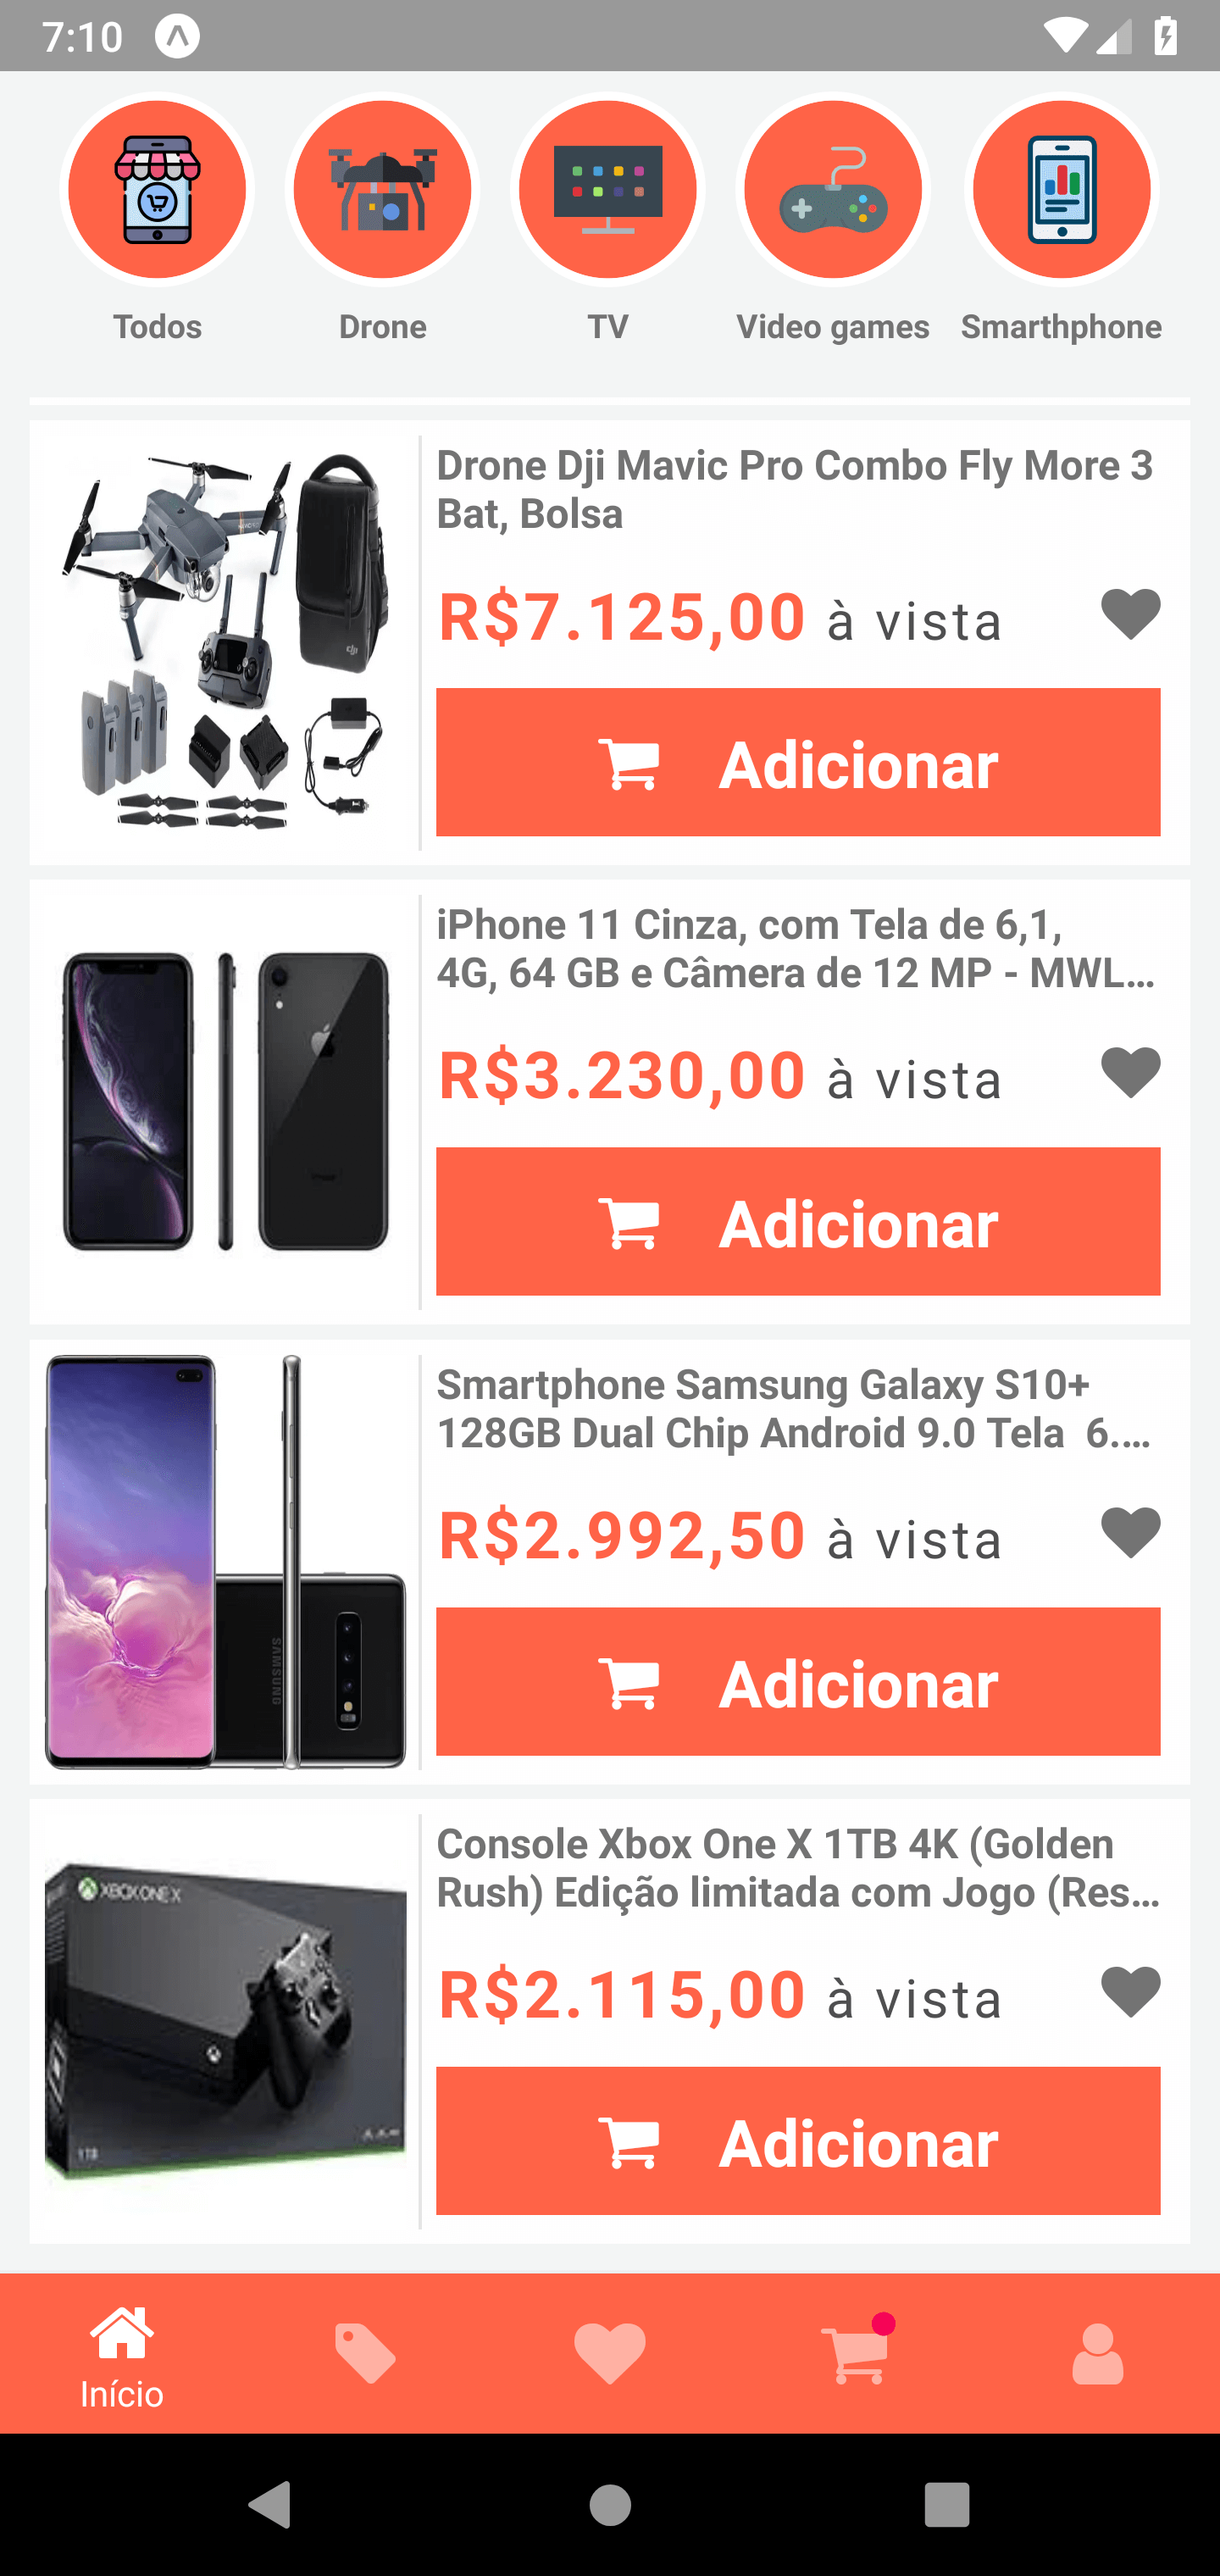 7:10
Todos
Drone
TV
Video games
Smarthphone
Drone Dji Mavic Pro Combo Fly More 3
Bat, Bolsa
R$7.125,00 à vista
Adicionar
iPhone 11 Cinza, com Tela de 6,1,
4G, 64 GB e Câmera de 12 MP - MWL...
R$3.230,00 à vista
Adicionar
SAMSUNG
Smartphone Samsung Galaxy S10+
128GB Dual Chip Android 9.0 Tela  6....
R$2.992,50 à vista
Adicionar
XBOX ONE X
1TB
Console Xbox One X 1TB 4K (Golden
Rush) Edição limitada com Jogo (Res...
R$2.115,00 à vista
Adicionar
Início